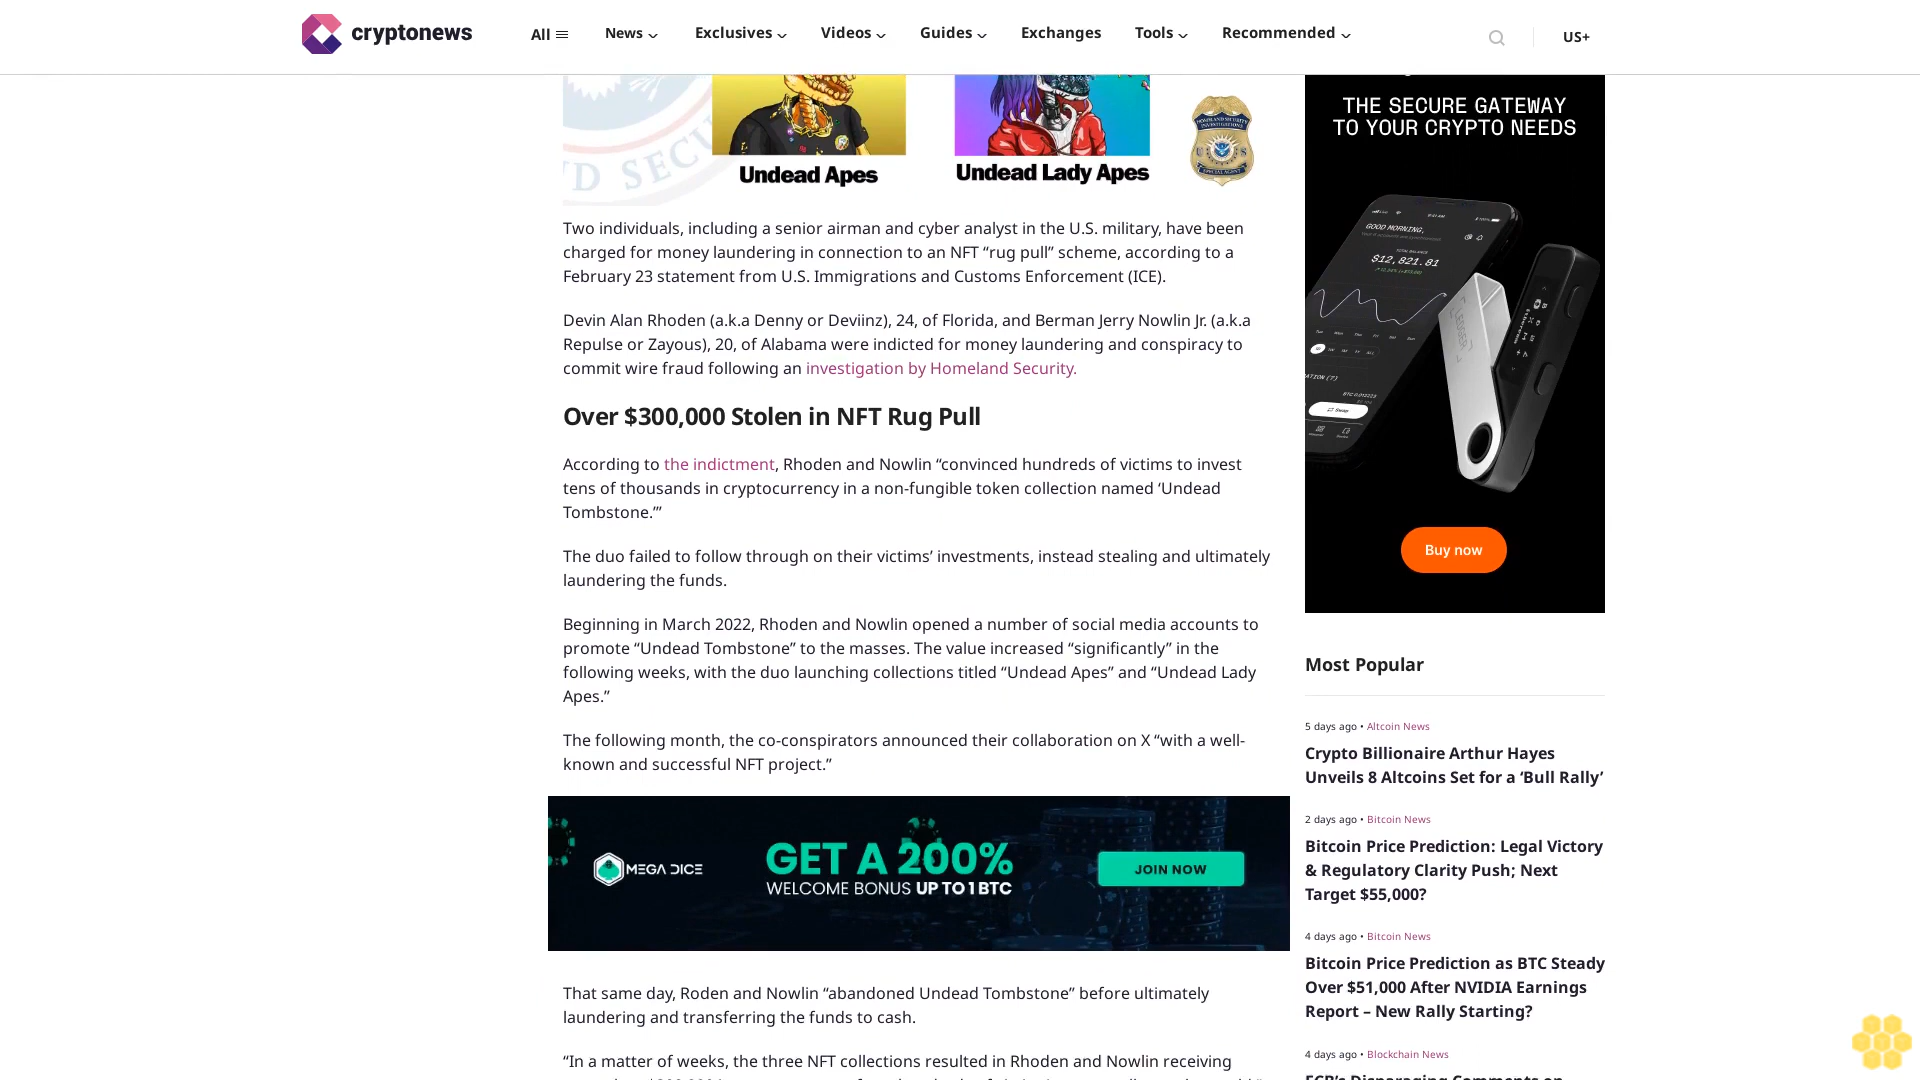 cryptonews
All
News
Exclusives
Videos
Guides
Exchanges
Tools
Recommended
US+
Undead Apes
Undead Lady Apes
Two individuals, including a senior airman and cyber analyst in the U.S. military, have been
charged for money laundering in connection to an NFT “rug pull” scheme, according to a
February 23 statement from U.S. Immigrations and Customs Enforcement (ICE).
Devin Alan Rhoden (a.k.a Denny or Deviinz), 24, of Florida, and Berman Jerry Nowlin Jr. (a.k.a
Repulse or Zayous), 20, of Alabama were indicted for money laundering and conspiracy to
commit wire fraud following an investigation by Homeland Security.
Over $300,000 Stolen in NFT Rug Pull
According to the indictment, Rhoden and Nowlin “convinced hundreds of victims to invest
tens of thousands in cryptocurrency in a non-fungible token collection named ‘Undead
Tombstone.’”
The duo failed to follow through on their victims’ investments, instead stealing and ultimately
laundering the funds.
Beginning in March 2022, Rhoden and Nowlin opened a number of social media accounts to
promote “Undead Tombstone” to the masses. The value increased “significantly” in the
following weeks, with the duo launching collections titled “Undead Apes” and “Undead Lady
Apes.”
The following month, the co-conspirators announced their collaboration on X “with a well-
known and successful NFT project.”
MEGA DICE
GET A 200%
WELCOME BONUS UP TO 1 BTC
JOIN NOW
That same day, Roden and Nowlin “abandoned Undead Tombstone” before ultimately
laundering and transferring the funds to cash.
“In a matter of weeks, the three NFT collections resulted in Rhoden and Nowlin receiving
THE SECURE GATEWAY
TO YOUR CRYPTO NEEDS
GOOD MORNING,
TOTAL BALANCE
$12,821.81
Swap
LEDGER
Buy now
Most Popular
5 days ago • Altcoin News
Crypto Billionaire Arthur Hayes
Unveils 8 Altcoins Set for a ‘Bull Rally’
2 days ago • Bitcoin News
Bitcoin Price Prediction: Legal Victory
& Regulatory Clarity Push; Next
Target $55,000?
4 days ago • Bitcoin News
Bitcoin Price Prediction as BTC Steady
Over $51,000 After NVIDIA Earnings
Report – New Rally Starting?
4 days ago • Blockchain News